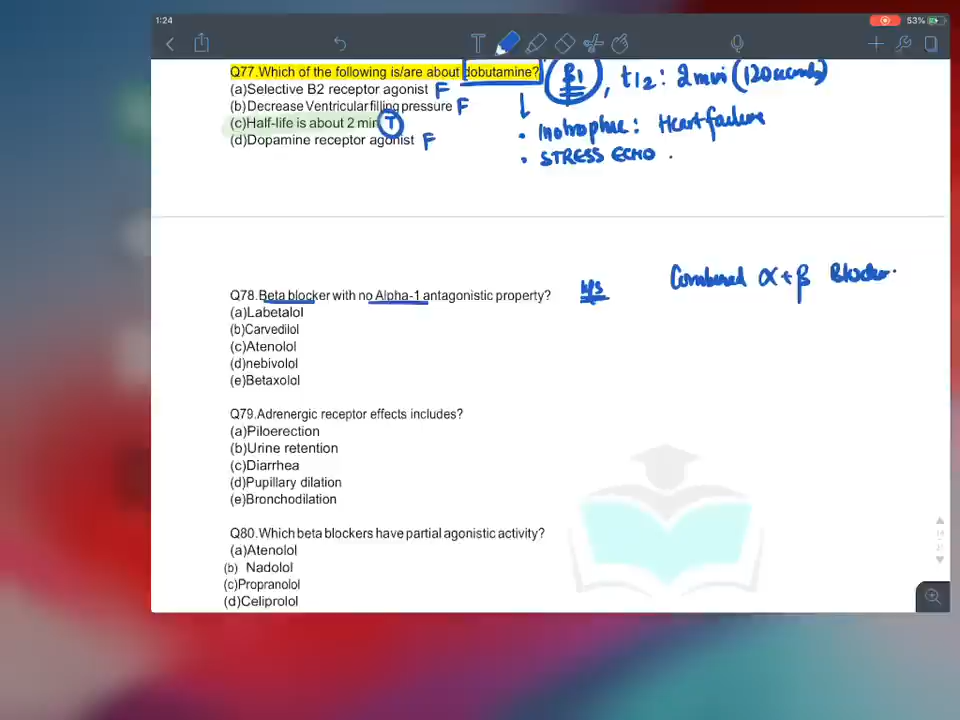 1:24
53%
Q77.Which of the following is/are about dobutamine? β1, t1/2: 2 min (120 seconds)
(a)Selective B2 receptor agonist F
(b)Decrease Ventricular filling pressure F
(c)Half-life is about 2 min T
• Inotrophic: Heart failure
(d)Dopamine receptor agonist F
• STRESS ECHO
Combined α + β Blocker
Q78.Beta blocker with no Alpha-1 antagonistic property?
(a)Labetalol
(b)Carvedilol
(c)Atenolol
(d)nebivolol
(e)Betaxolol
Q79.Adrenergic receptor effects includes?
(a)Piloerection
(b)Urine retention
(c)Diarrhea
(d)Pupillary dilation
(e)Bronchodilation
Q80.Which beta blockers have partial agonistic activity?
(a)Atenolol
(b) Nadolol
(c)Propranolol
(d)Celiprolol